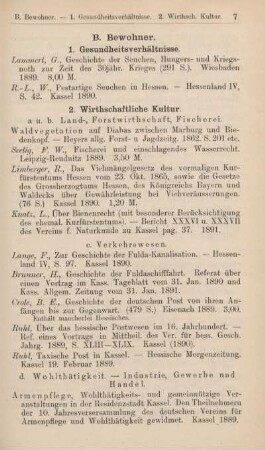 B. Bewohner. — 1. Gesundheitsverhältnisse. 2. Wirthsch. Kultur. 7
B. Bewohner.
1. Gesundheitsverhältnisse.
Lammert, G., Geschichte der Seuchen, Hungers- und Kriegs-
noth zur Zeit des 30jähr. Krieges (291 S.). Wiesbaden
1889. 8,00 M.
R.-L., W., Pestartige Seuchen in Hessen. — Hessenland IV,
S. 42. Kassel 1890.
2. Wirthschaftliche Kultur.
a u. b. Land-, Forstwirthschaft, Fischerei.
Waldvegetation auf Diabas zwischen Marburg und Bie-
denkopf. — Beyers allg. Forst- u. Jagdzeitg. 1862. S. 201 etc.
Seelig, F. W., Fischerei und einschlagendes Wasserrecht.
Leipzig-Reudnitz 1889. 3,50 M.
Limberger, R., Das Viehmängelgesetz des vormaligen Kur-
fürstentums Hessen vom 23. Okt. 1865, sowie die Gesetze
des Grossherzogtums Hessen, des Königreichs Bayern und
Waldecks über Gewährleistung bei Viehveräusserungen.
(76 S.) Kassel 1890. 1,20 M.
Knatz, L., Über Bienenrecht (mit besonderer Berücksichtigung
des ehemal. Kurfürstentums). — Bericht XXXVI u. XXXVII
des Vereins f. Naturkunde zu Kassel pag. 37. 1891.
c. Verkehrswesen.
Lange, F., Zur Geschichte der Fulda-Kanalisation. — Hessen-
land IV, S. 97. Kassel 1890.
Brunner, H., Geschichte der Fuldaschifffahrt. Referat über
einen Vortrag im Kass. Tageblatt vom 31. Jan. 1890 und
Kass. Allgem. Zeitung vom 31. Jan. 1891.
Crole, B. E., Geschichte der deutschen Post von ihren An-
fängen bis zur Gegenwart. (479 S.) Eisenach 1889. 3,00.
Enthält mancherlei Hessisches.
Ruhl, Über das hessische Postwesen im 16. Jahrhundert. —
Ref. eines Vortrags in Mittheil. des Ver. für hess. Gesch.
Jahrg. 1889, S. XLIII—XLIX. Kassel (1890).
Ruhl, Taxische Post in Kassel. — Hessische Morgenzeitung.
Kassel 19. Februar 1889.
d. Wohlthätigkeit. — Industrie, Gewerbe und
Handel.
Armenpflege, Wohlthätigkeits- und gemeinnützige Veran-
staltungen in der Residenzstadt Kassel. Den Theilnehmern
der 10. Jahresversammlung des deutschen Vereins für
Armenpflege und Wohlthätigkeit gewidmet. Kassel 1889.